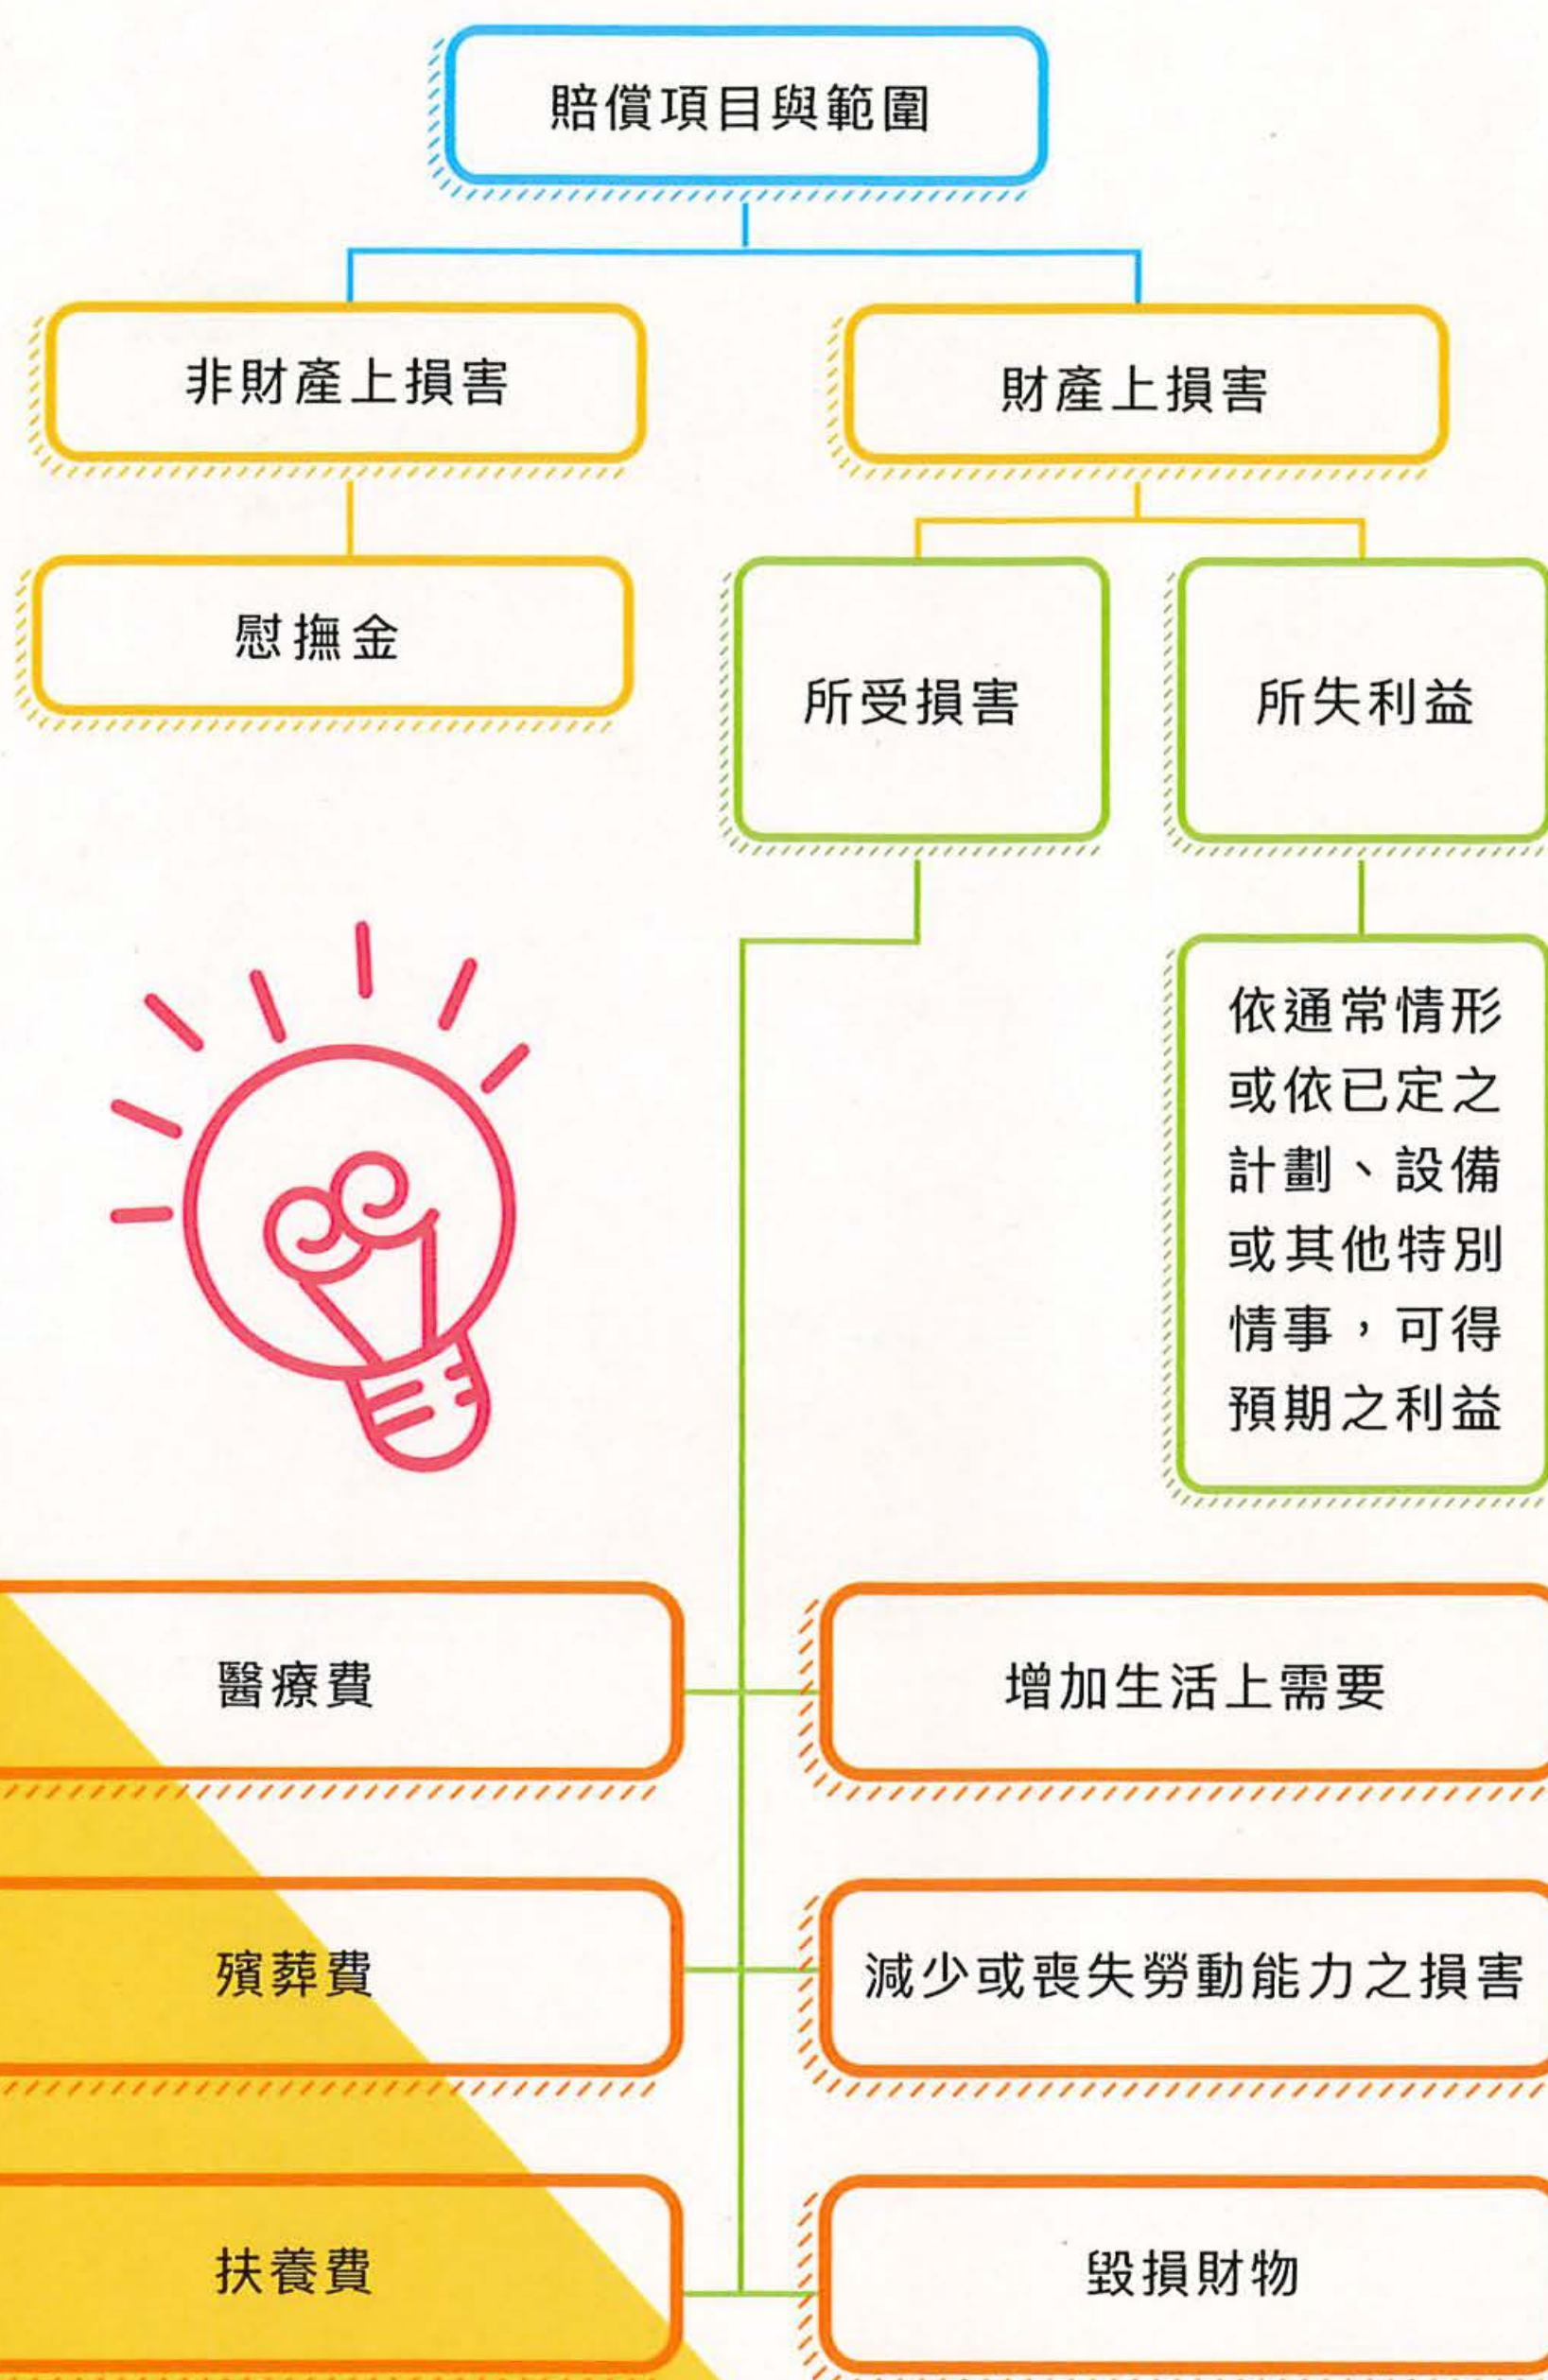 賠償項目與範圍
非財產上損害
財產上損害
慰撫金
所受損害
所失利益
依通常情形
或依已定之
計劃、設備
或其他特別
情事，可得
預期之利益
醫療費
增加生活上需要
殯葬費
減少或喪失勞動能力之損害
扶養費
毀損財物